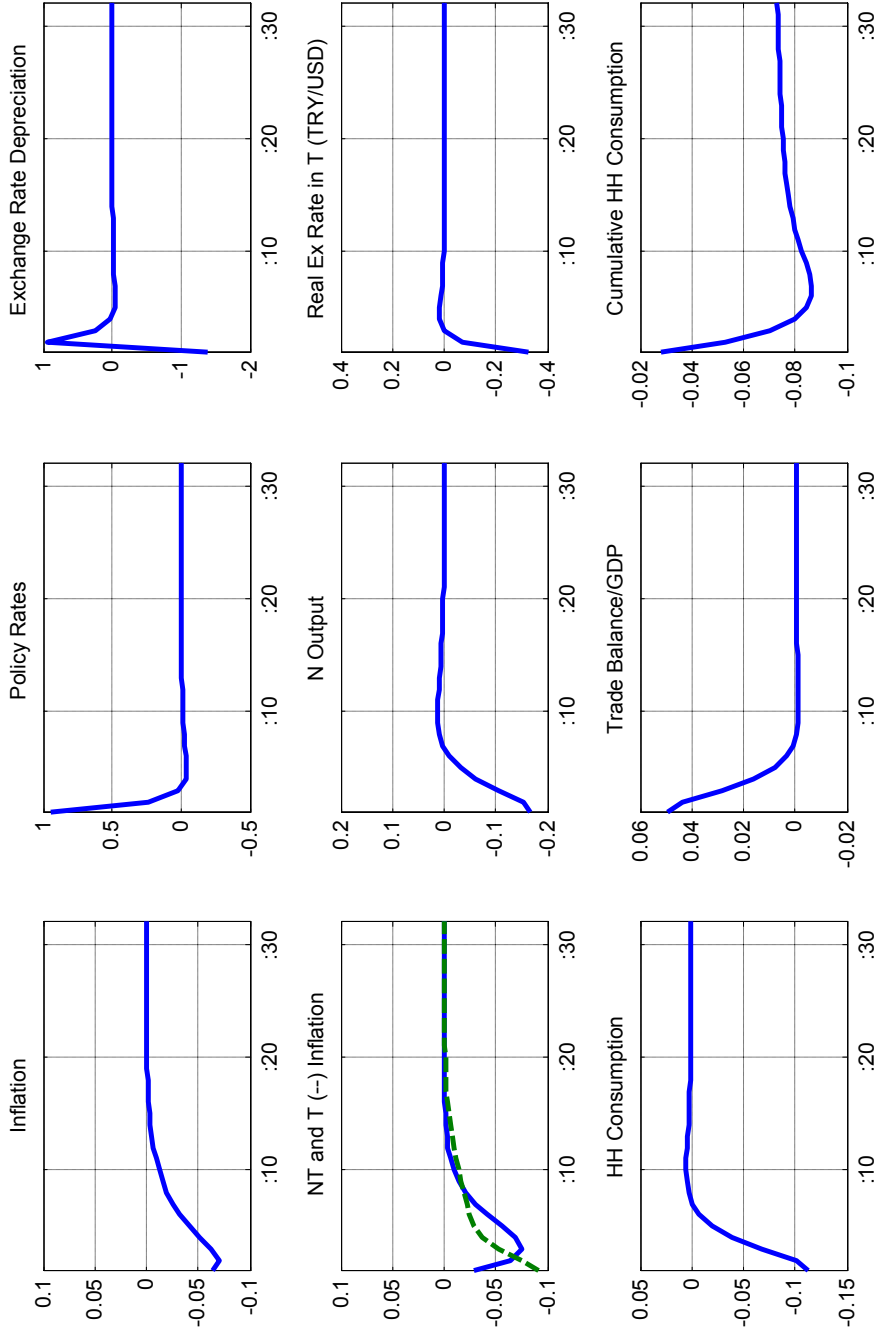 Inflation
0.1
0.05
0
-0.05
-0.1
:10 :20 :30
Policy Rates
1
0.5
0
-0.5
:10 :20 :30
Exchange Rate Depreciation
1
0
-1
-2
:10 :20 :30
NT and T (--) Inflation
0.1
0.05
0
-0.05
-0.1
:10 :20 :30
N Output
0.2
0.1
0
-0.1
-0.2
:10 :20 :30
Real Ex Rate in T (TRY/USD)
0.4
0.2
0
-0.2
-0.4
:10 :20 :30
HH Consumption
0.05
0
-0.05
-0.1
-0.15
:10 :20 :30
Trade Balance/GDP
0.06
0.04
0.02
0
-0.02
:10 :20 :30
Cumulative HH Consumption
-0.02
-0.04
-0.06
-0.08
-0.1
:10 :20 :30